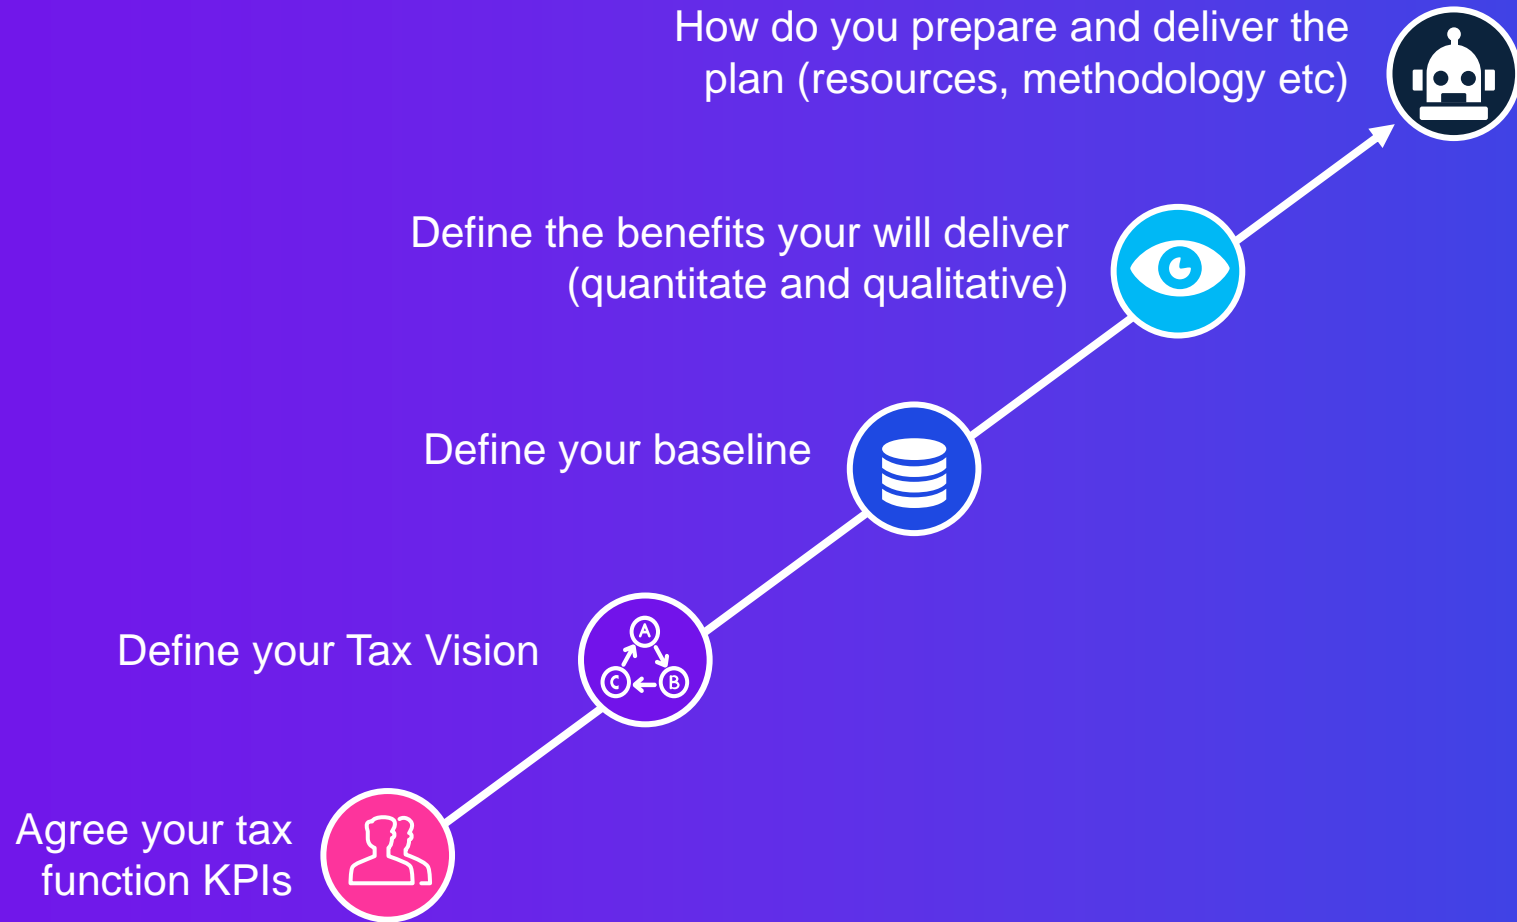 How do you prepare and deliver the
plan (resources, methodology etc)
Define the benefits your will deliver
(quantitate and qualitative)
Define your baseline
Define your Tax Vision
A
C
B
Agree your tax
function KPIs